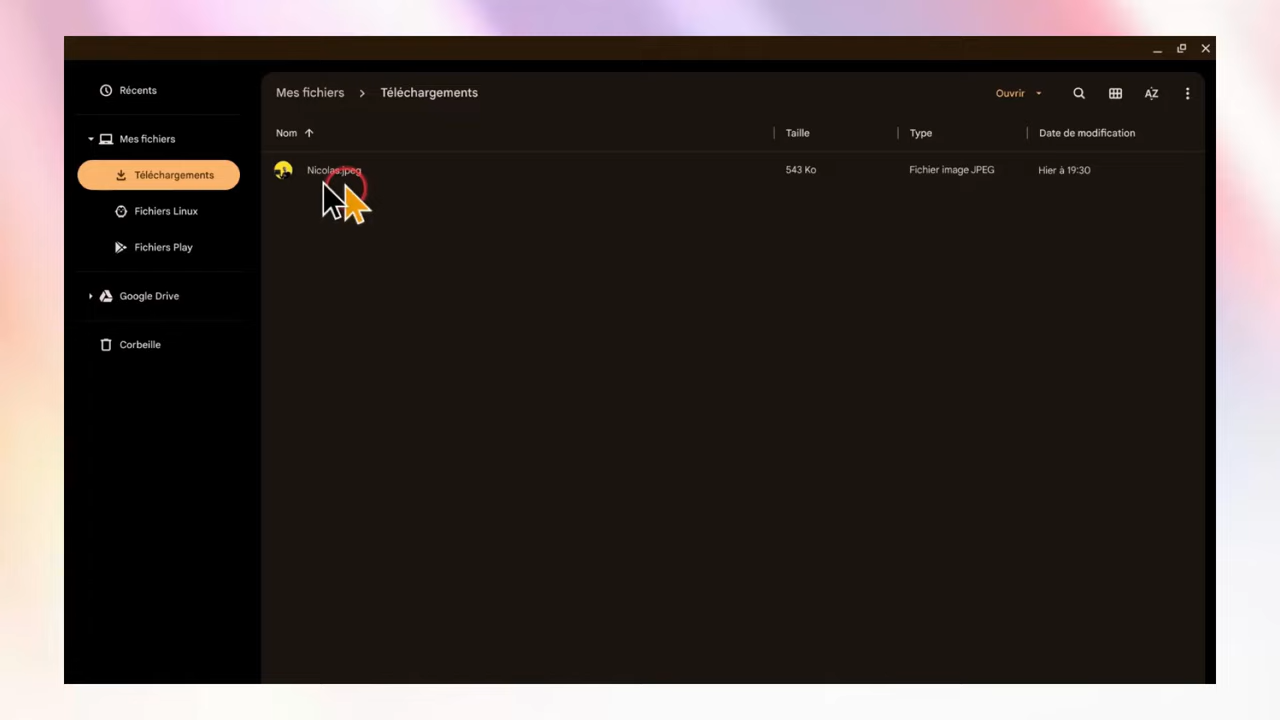 Récents
Mes fichiers
Téléchargements
Fichiers Linux
Fichiers Play
Google Drive
Corbeille
Mes fichiers > Téléchargements
Ouvrir
AZ
Nom ↑ Taille Type Date de modification
Nicolas.jpeg 543 Ko Fichier image JPEG Hier à 19:30